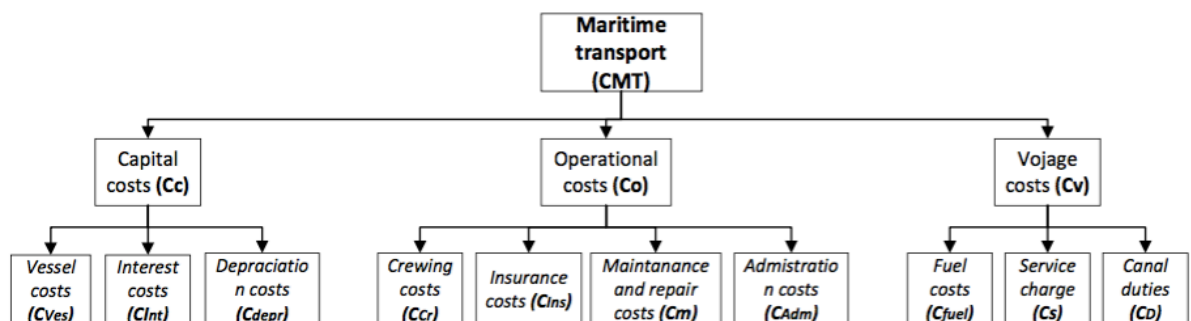 Maritime
transport
(CMT)
Capital
costs (Cc)
Operational
costs (Co)
Vojage
costs (Cv)
Vessel
costs
(CVes)
Interest
costs
(CInt)
Depraciatio
n costs
(Cdepr)
Crewing
costs
(CCr)
Insurance
costs (CIns)
Maintanance
and repair
costs (Cm)
Admistratio
n costs
(CAdm)
Fuel
costs
(Cfuel)
Service
charge
(Cs)
Canal
duties
(CD)